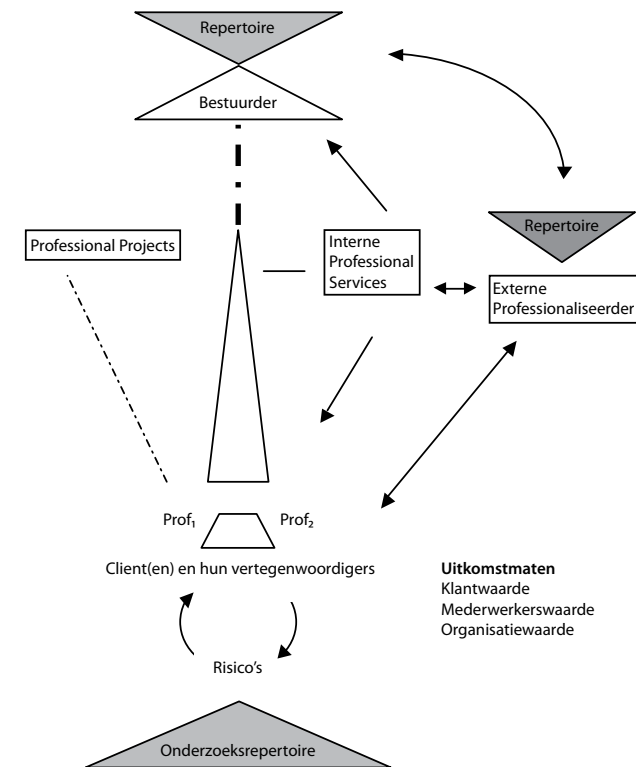 Repertoire
Bestuurder
Repertoire
Professional Projects
Interne
Professional
Services
Externe
Professionaliseerder
Prof₁
Prof₂
Client(en) en hun vertegenwoordigers
Uitkomstmaten
Klantwaarde
Mederwerkerswaarde
Organisatiewaarde
Risico's
Onderzoeksrepertoire